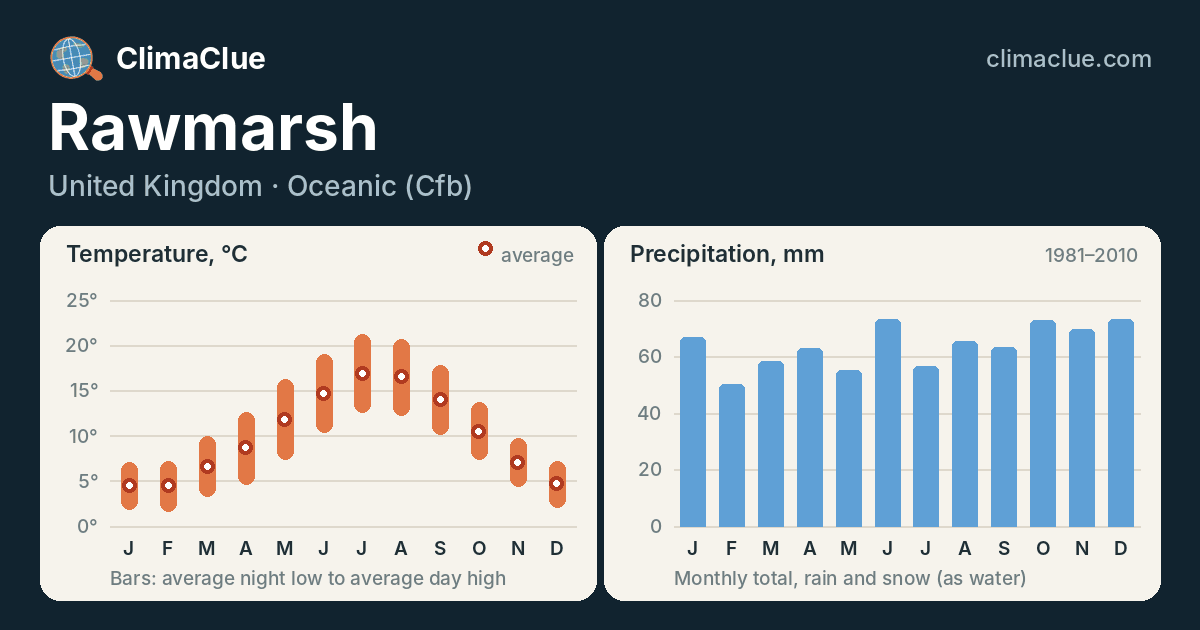 ClimaClue
climaclue.com
Rawmarsh
United Kingdom · Oceanic (Cfb)
Temperature, °C
average
25°
20°
15°
10°
5°
0°
J F M A M J J A S O N D
Bars: average night low to average day high
Precipitation, mm
1981–2010
80
60
40
20
0
J F M A M J J A S O N D
Monthly total, rain and snow (as water)